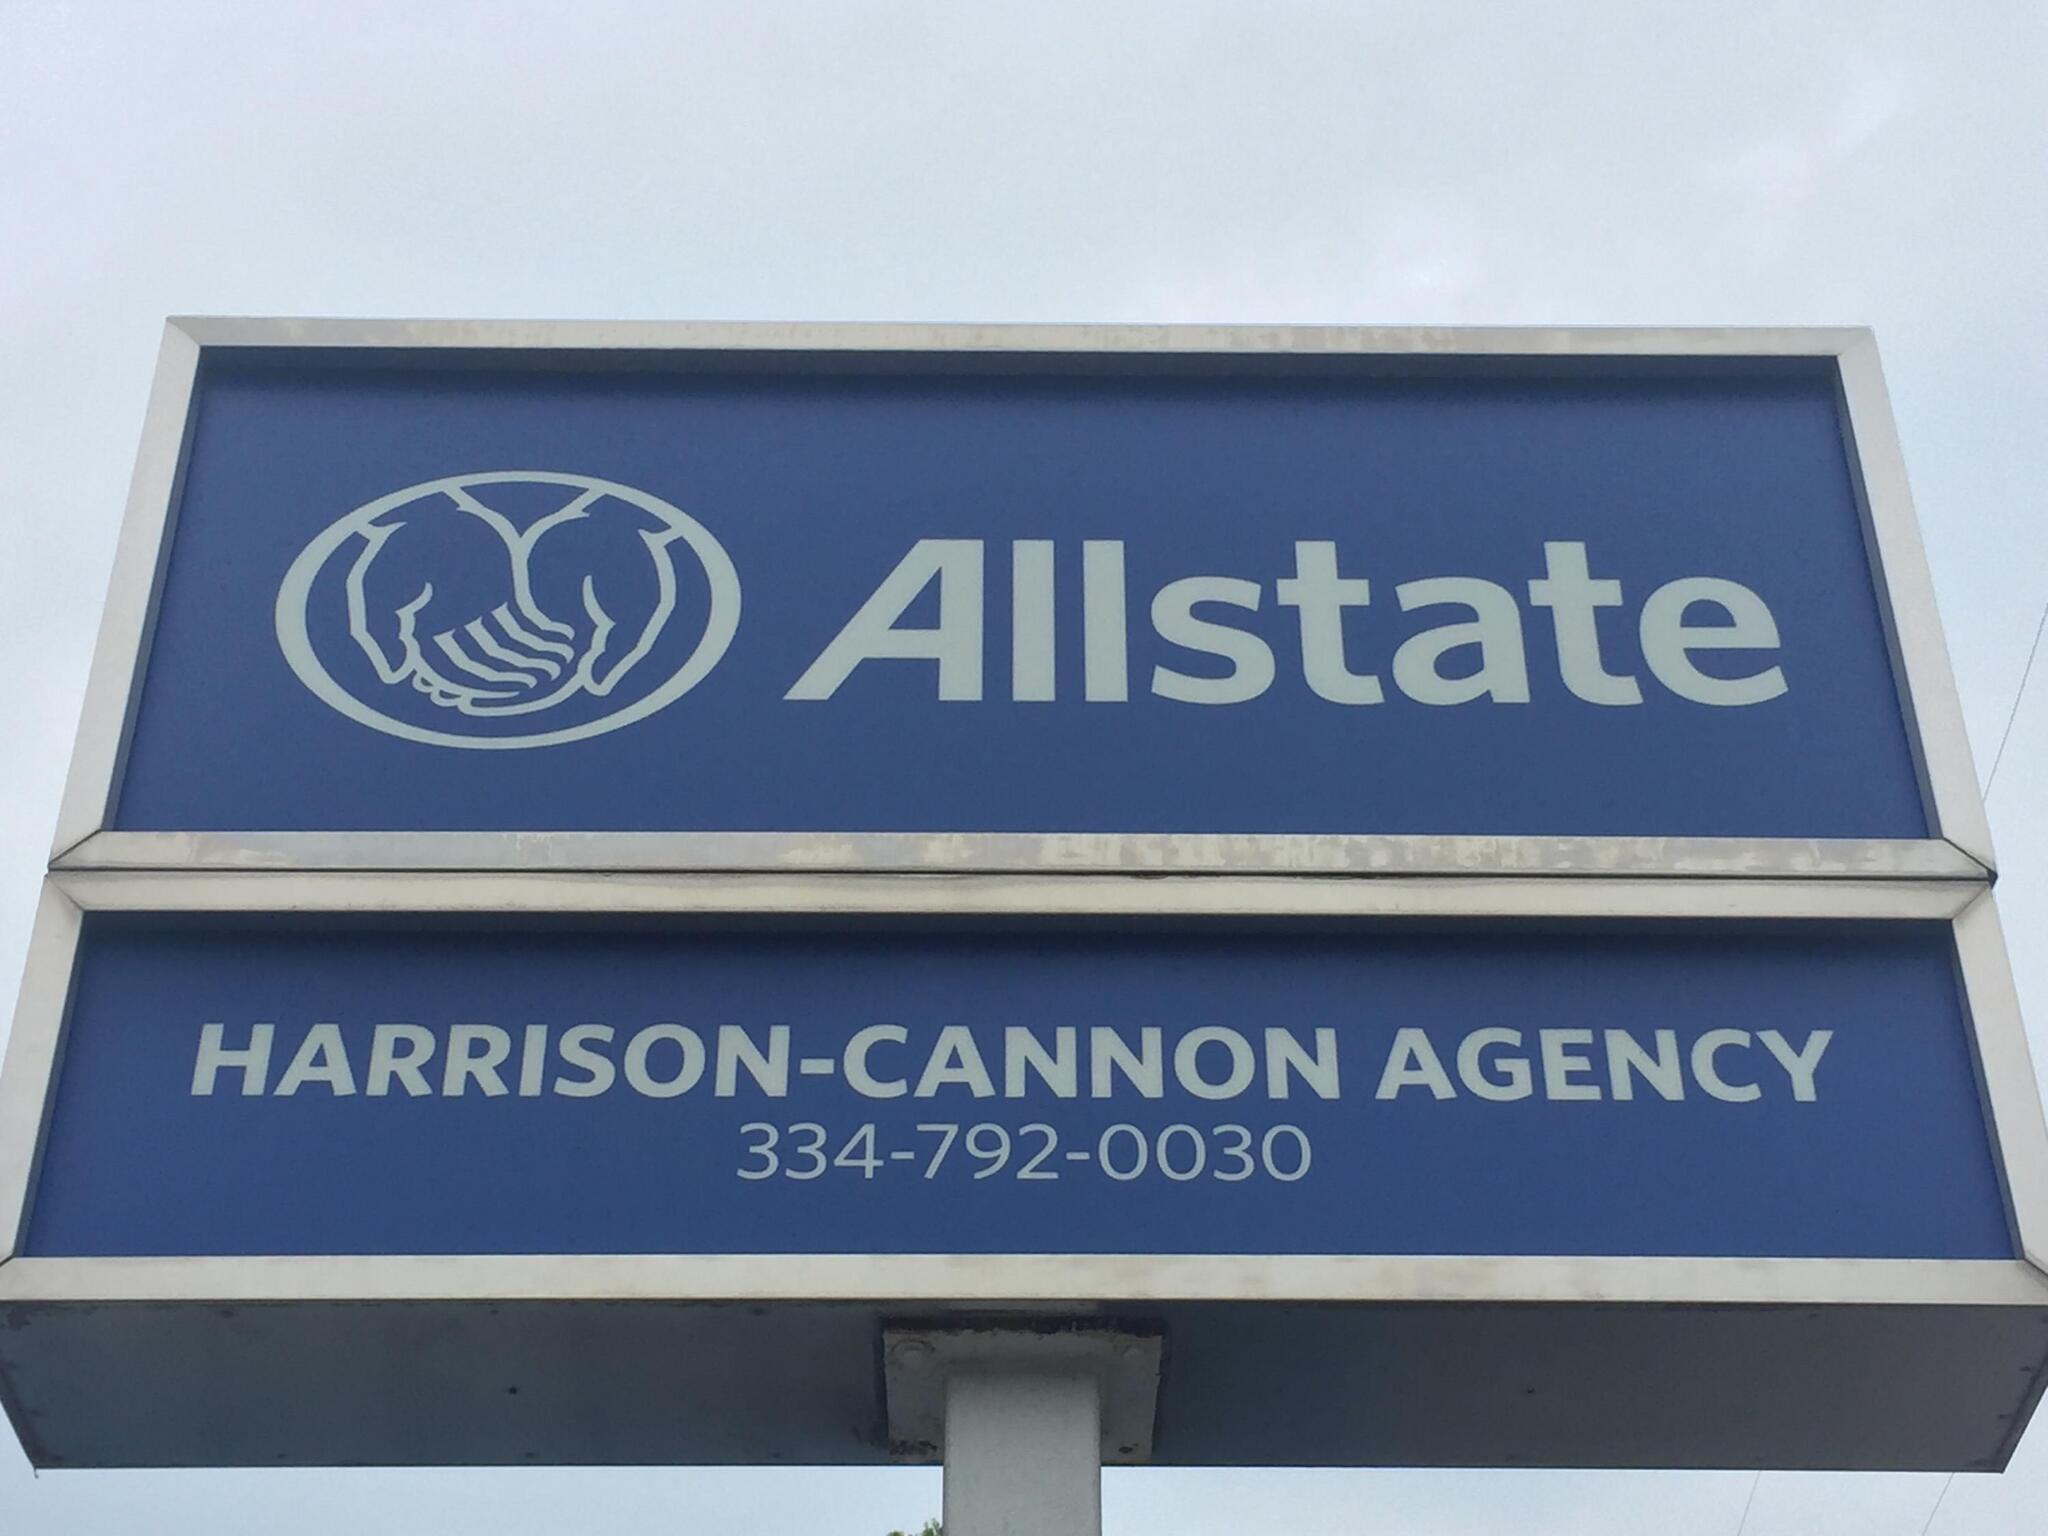 Allstate
HARRISON-CANNON AGENCY
334-792-0030